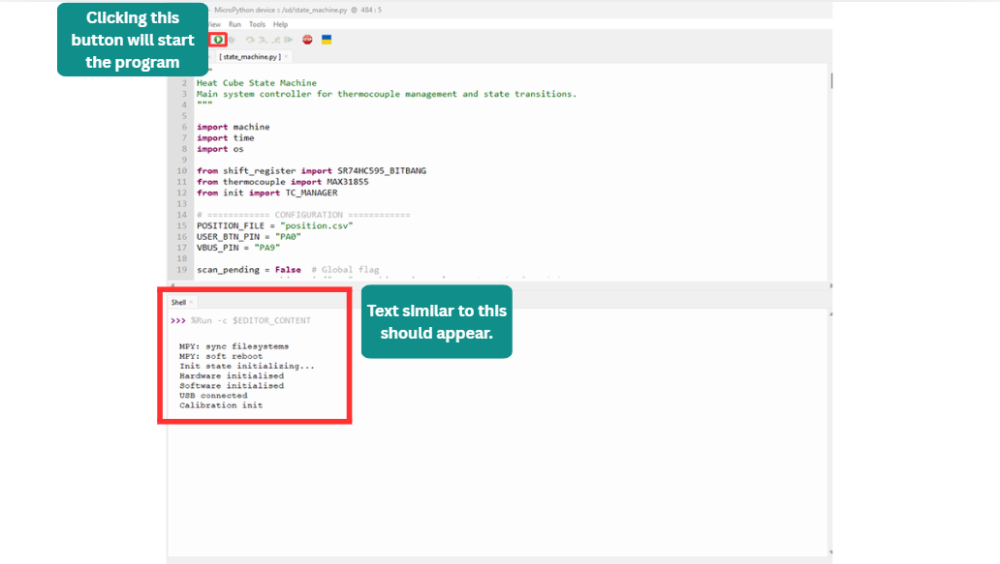 Clicking this
button will start
the program
MicroPython device : /sd/state_machine.py @ 484 : 5
View Run Tools Help
STOP
[ state_machine.py ] ×
"
2 Heat Cube State Machine
3 Main system controller for thermocouple management and state transitions.
4 """
5
6 import machine
7 import time
8 import os
9
10 from shift_register import SR74HC595_BITBANG
11 from thermocouple import MAX31855
12 from init import TC_MANAGER
13
14 # ============ CONFIGURATION ============
15 POSITION_FILE = "position.csv"
16 USER_BTN_PIN = "PA0"
17 VBUS_PIN = "PA9"
18
19 scan_pending = False # Global flag
Shell ×
>>> %Run -c $EDITOR_CONTENT
MPY: sync filesystems
MPY: soft reboot
Init state initializing...
Hardware initialised
Software initialised
USB connected
Calibration init
Text similar to this
should appear.